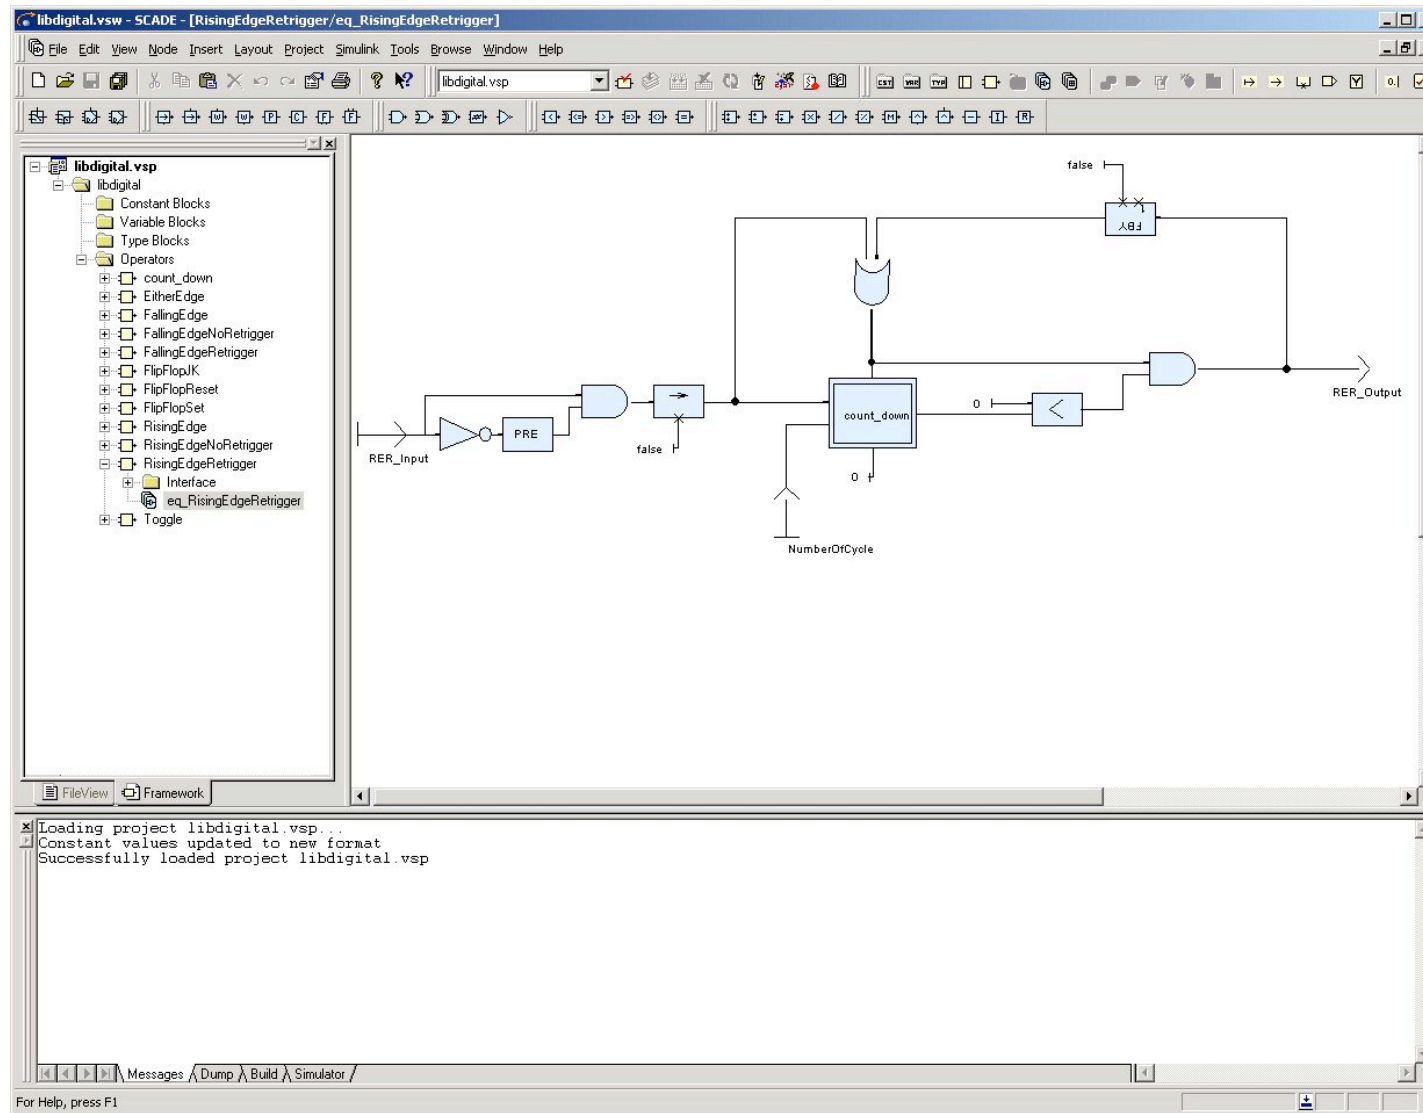 libdigital.vsw - SCADE - [RisingEdgeRetrigger/eq_RisingEdgeRetrigger]
File Edit View Node Insert Layout Project Simulink Tools Browse Window Help
libdigital.vsp
CST VAR TYP
libdigital.vsp
libdigital
Constant Blocks
Variable Blocks
Type Blocks
Operators
count_down
EitherEdge
FallingEdge
FallingEdgeNoRetrigger
FallingEdgeRetrigger
FlipFlopJK
FlipFlopReset
FlipFlopSet
RisingEdge
RisingEdgeNoRetrigger
RisingEdgeRetrigger
Interface
eq_RisingEdgeRetrigger
Toggle
FileView Framework
false
FBY
RER_Output
0
count_down
PRE
RER_Input
false
0
NumberOfCycle
Loading project libdigital.vsp...
Constant values updated to new format
Successfully loaded project libdigital.vsp
Messages Dump Build Simulator
For Help, press F1